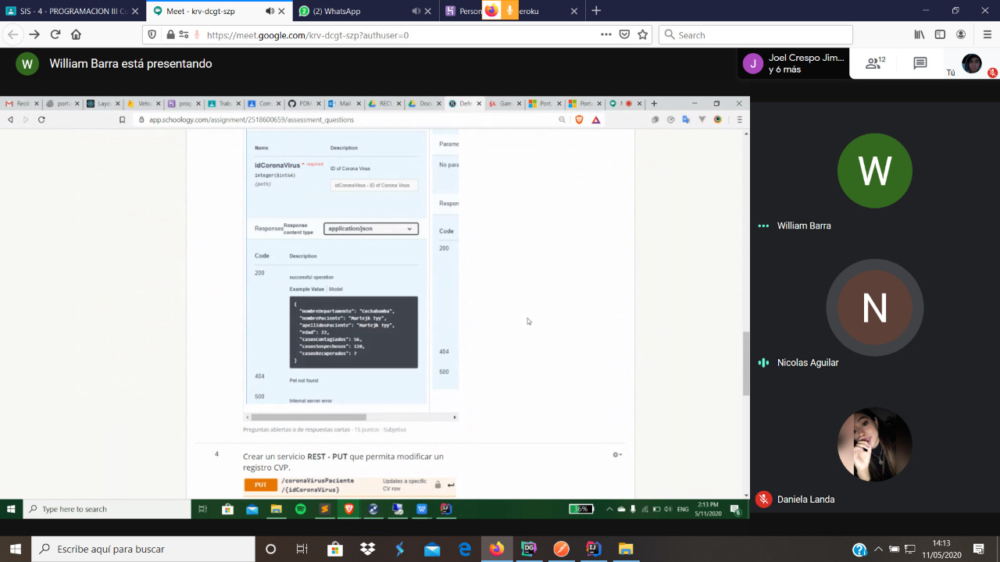 SIS - 4 - PROGRAMACION III Cu
Meet - krv-dcgt-szp
(2) WhatsApp
Person
eroku
https://meet.google.com/krv-dcgt-szp?authuser=0
Search
W
William Barra está presentando
J
Joel Crespo Jim...
y 6 más
12
Tú
Recib
porta
Layo
Vehic
prog
Trab
Com
PDM
Mail
REC
Docu
Defe
Gam
Port.
Porta
M
app.schoology.com/assignment/2518600659/assessment_questions
Name
Description
Parame
idCoronaVirus * required
ID of Corona Virus
No para
integer($int64)
(path)
idCoronaVirus - ID of Corona Virus
Respon
Responses
Response content type
application/json
Code
Code
Description
200
200
successful operation
Example Value | Model
{
"nombreDepartamento": "Cochabamba",
"nombrePaciente": "Martejk Tyy",
"apellidosPaciente": "Martejk Tyy",
"edad": 22,
"casosContagiados": 56,
"casosSospechosos": 120,
"casosRecuperados": 7
}
404
404
Pet not found
500
500
Internal server error
Preguntas abiertas o de respuestas cortas - 15 puntos - Subjetiva
4
Crear un servicio REST - PUT que permita modificar un
registro CVP.
PUT
/coronaVirusPaciente
/{idCoronaVirus}
Updates a specific
CV row
W
William Barra
N
Nicolas Aguilar
Daniela Landa
Type here to search
36%
ENG
2:13 PM
5/11/2020
6
Escribe aquí para buscar
DG
14:13
11/05/2020